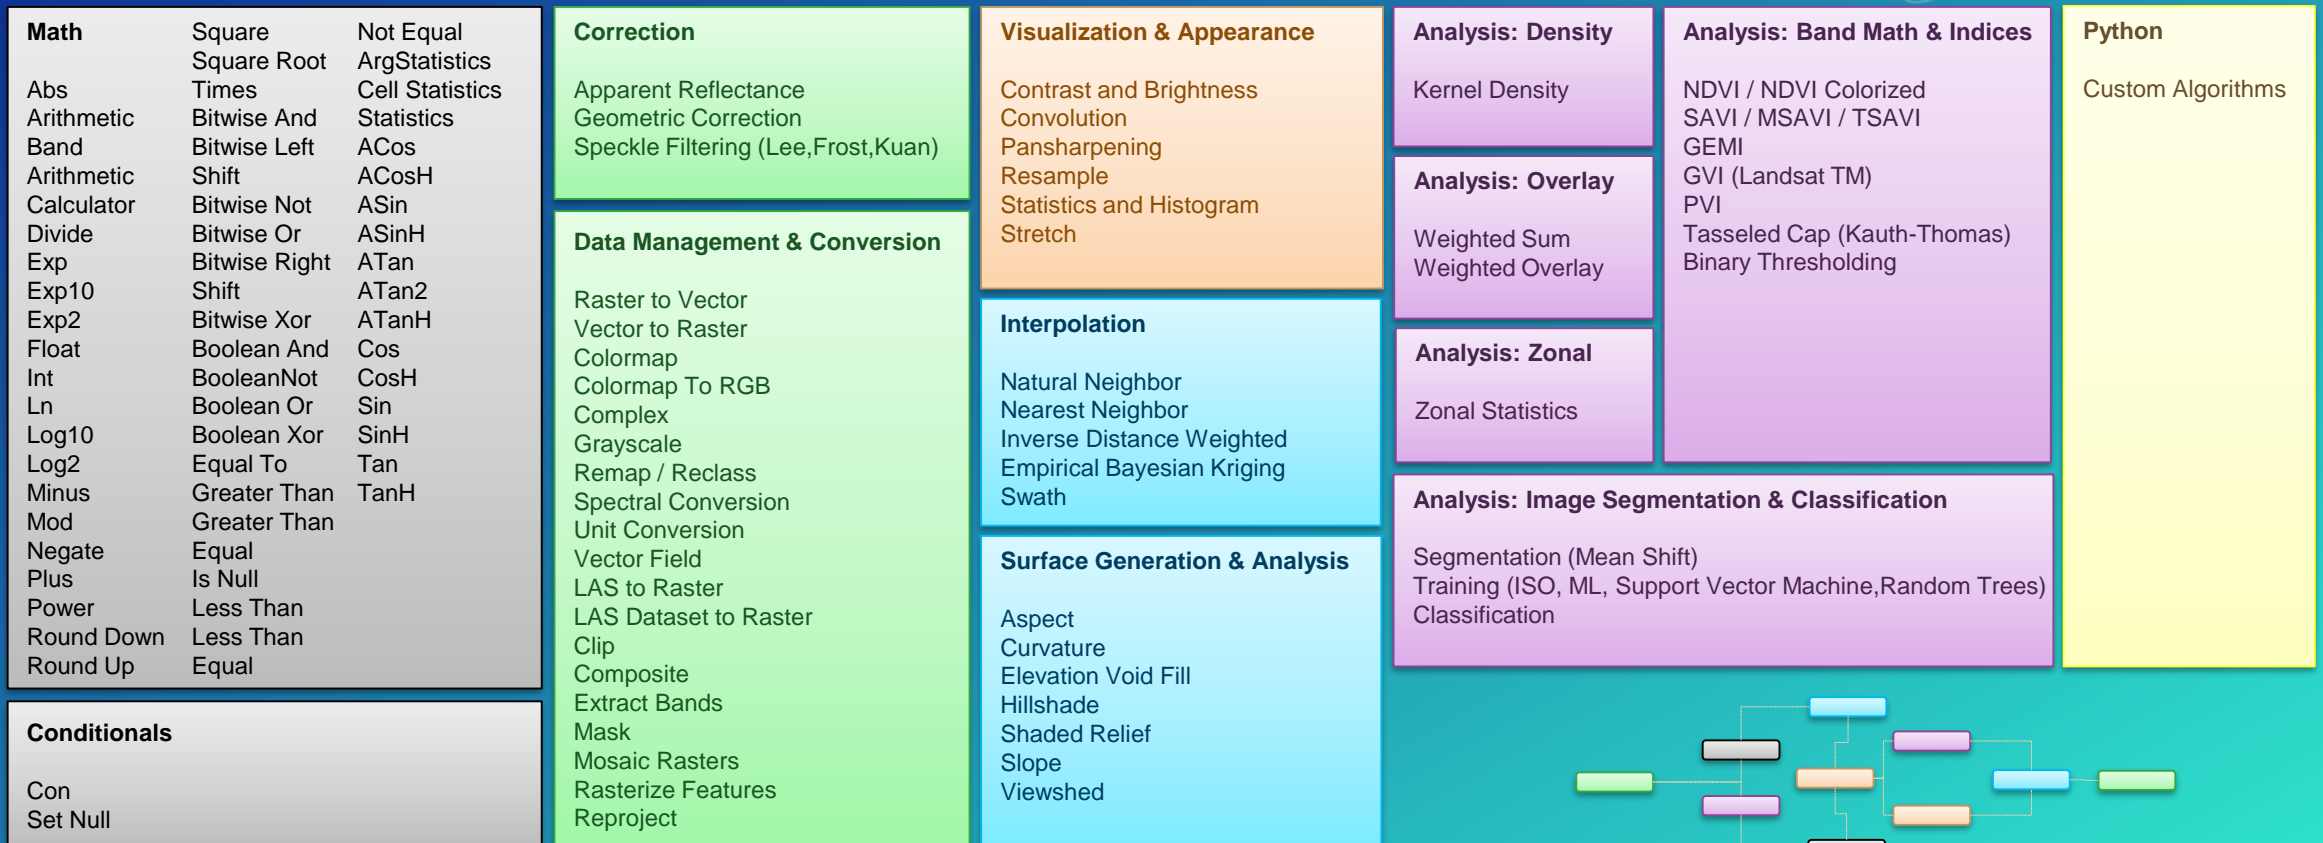 Math
Abs
Arithmetic
Band
Arithmetic
Calculator
Divide
Exp
Exp10
Exp2
Float
Int
Ln
Log10
Log2
Minus
Mod
Negate
Plus
Power
Round Down
Round Up
Square
Square Root
Times
Bitwise And
Bitwise Left
Shift
Bitwise Not
Bitwise Or
Bitwise Right
Shift
Bitwise Xor
Boolean And
BooleanNot
Boolean Or
Boolean Xor
Equal To
Greater Than
Greater Than
Equal
Is Null
Less Than
Less Than
Equal
Not Equal
ArgStatistics
Cell Statistics
Statistics
ACos
ACosH
ASin
ASinH
ATan
ATan2
ATanH
Cos
CosH
Sin
SinH
Tan
TanH
Conditionals
Con
Set Null
Correction
Apparent Reflectance
Geometric Correction
Speckle Filtering (Lee,Frost,Kuan)
Data Management & Conversion
Raster to Vector
Vector to Raster
Colormap
Colormap To RGB
Complex
Grayscale
Remap / Reclass
Spectral Conversion
Unit Conversion
Vector Field
LAS to Raster
LAS Dataset to Raster
Clip
Composite
Extract Bands
Mask
Mosaic Rasters
Rasterize Features
Reproject
Visualization & Appearance
Contrast and Brightness
Convolution
Pansharpening
Resample
Statistics and Histogram
Stretch
Interpolation
Natural Neighbor
Nearest Neighbor
Inverse Distance Weighted
Empirical Bayesian Kriging
Swath
Surface Generation & Analysis
Aspect
Curvature
Elevation Void Fill
Hillshade
Shaded Relief
Slope
Viewshed
Analysis: Density
Kernel Density
Analysis: Overlay
Weighted Sum
Weighted Overlay
Analysis: Zonal
Zonal Statistics
Analysis: Band Math & Indices
NDVI / NDVI Colorized
SAVI / MSAVI / TSAVI
GEMI
GVI (Landsat TM)
PVI
Tasseled Cap (Kauth-Thomas)
Binary Thresholding
Analysis: Image Segmentation & Classification
Segmentation (Mean Shift)
Training (ISO, ML, Support Vector Machine,Random Trees)
Classification
Python
Custom Algorithms